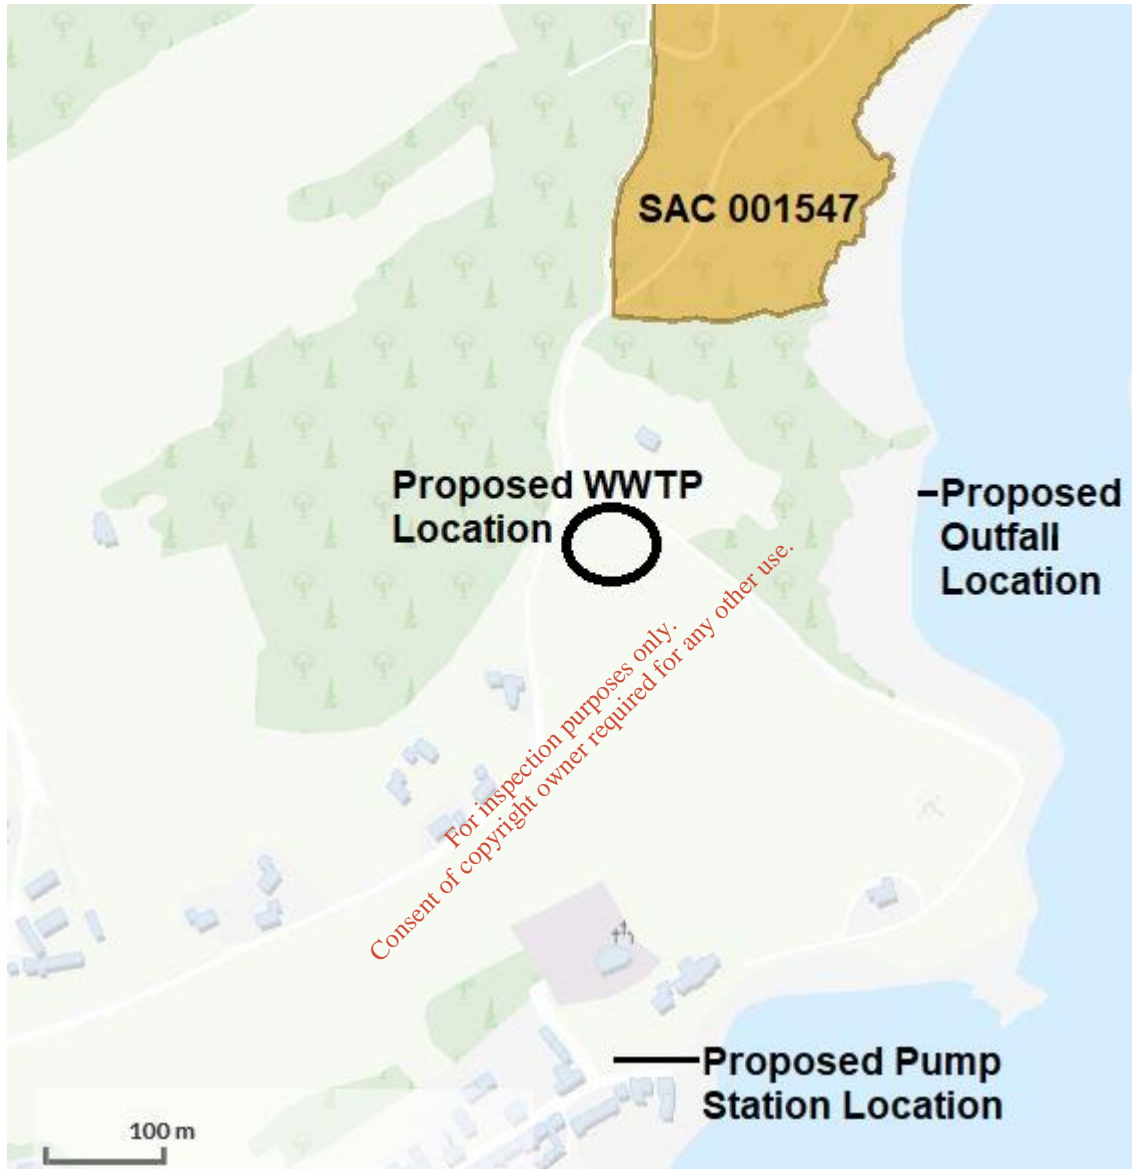 SAC 001547
Proposed WWTP
Location
Proposed
Outfall
Location
For inspection purposes only.
Consent of copyright owner required for any other use.
Proposed Pump
Station Location
100 m